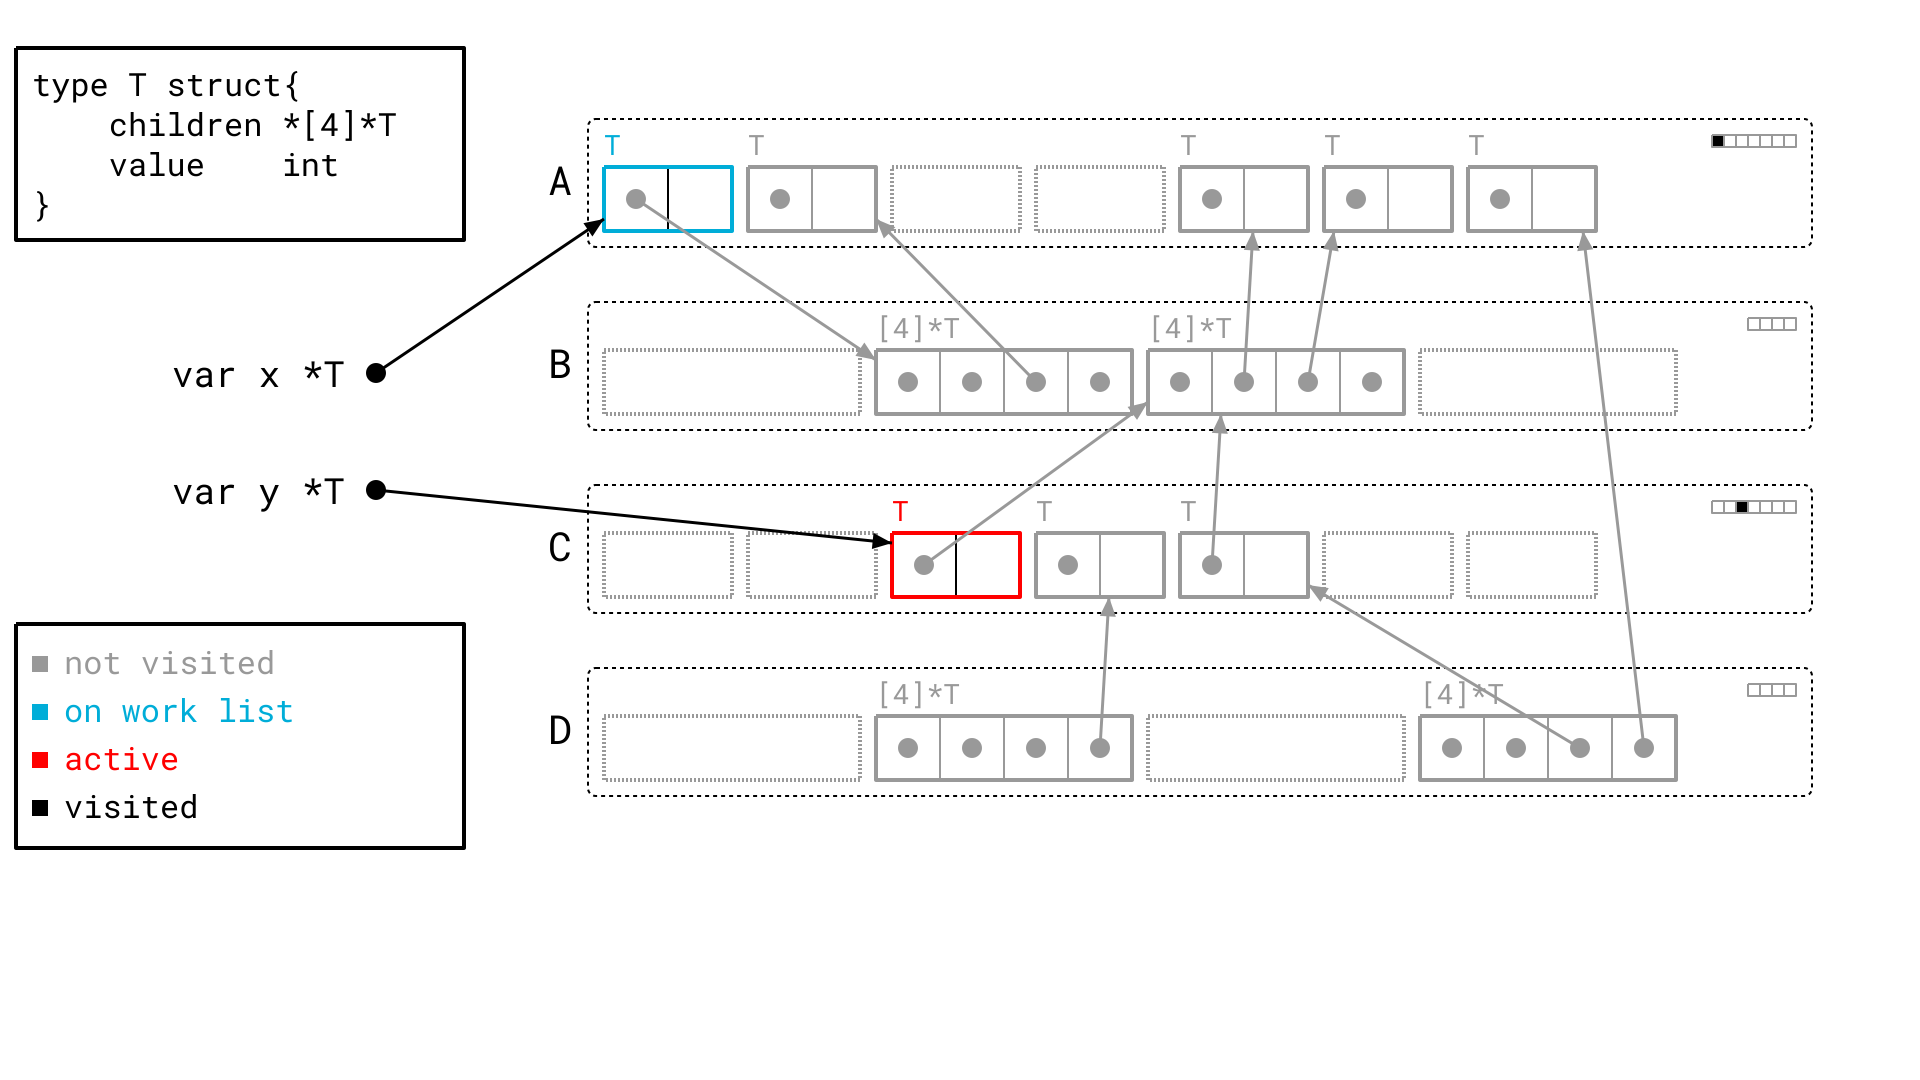 type T struct{
    children *[4]*T
    value    int
}
var x *T
var y *T
not visited
on work list
active
visited
A
T T T T T
B
[4]*T [4]*T
C
T T T
D
[4]*T [4]*T